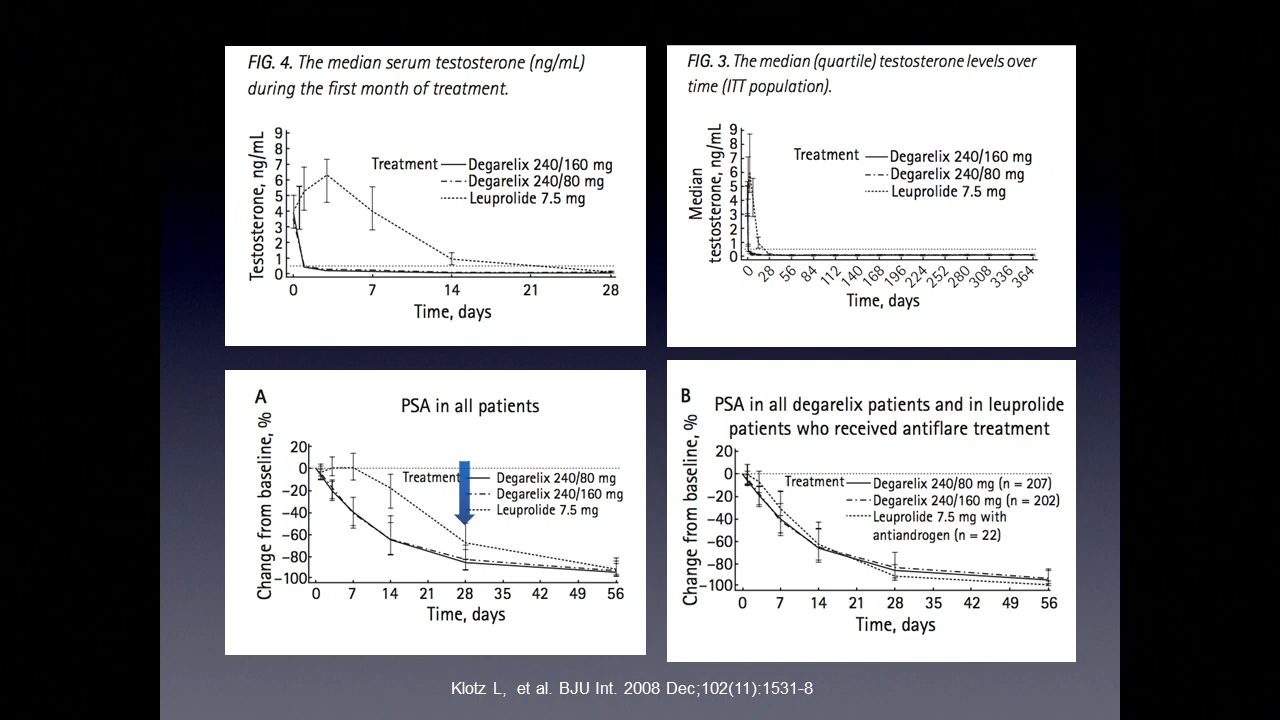 FIG. 4. The median serum testosterone (ng/mL)
during the first month of treatment.
Testosterone, ng/mL
9
8
7
6
5
4
3
2
1
0
Treatment
Degarelix 240/160 mg
Degarelix 240/80 mg
Leuprolide 7.5 mg
0 7 14 21 28
Time, days
FIG. 3. The median (quartile) testosterone levels over
time (ITT population).
Median
testosterone, ng/mL
9
8
7
6
5
4
3
2
1
0
Treatment
Degarelix 240/160 mg
Degarelix 240/80 mg
Leuprolide 7.5 mg
0 28 56 84 112 140 168 196 224 252 280 308 336 364
Time, days
A
PSA in all patients
Change from baseline, %
20
0
−20
−40
−60
−80
−100
Treatment
Degarelix 240/80 mg
Degarelix 240/160 mg
Leuprolide 7.5 mg
0 7 14 21 28 35 42 49 56
Time, days
B
PSA in all degarelix patients and in leuprolide
patients who received antiflare treatment
Change from baseline, %
20
0
−20
−40
−60
−80
−100
Treatment
Degarelix 240/80 mg (n = 207)
Degarelix 240/160 mg (n = 202)
Leuprolide 7.5 mg with
antiandrogen (n = 22)
0 7 14 21 28 35 42 49 56
Time, days
Klotz L, et al. BJU Int. 2008 Dec;102(11):1531-8